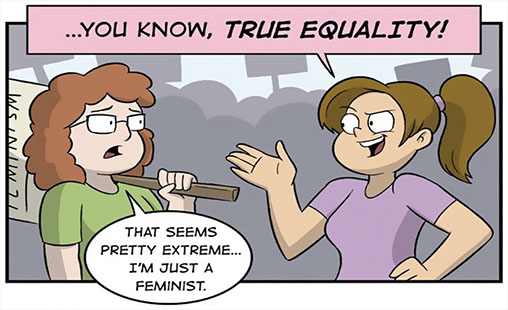 ...YOU KNOW, TRUE EQUALITY!
THAT SEEMS
PRETTY EXTREME...
I'M JUST A
FEMINIST.